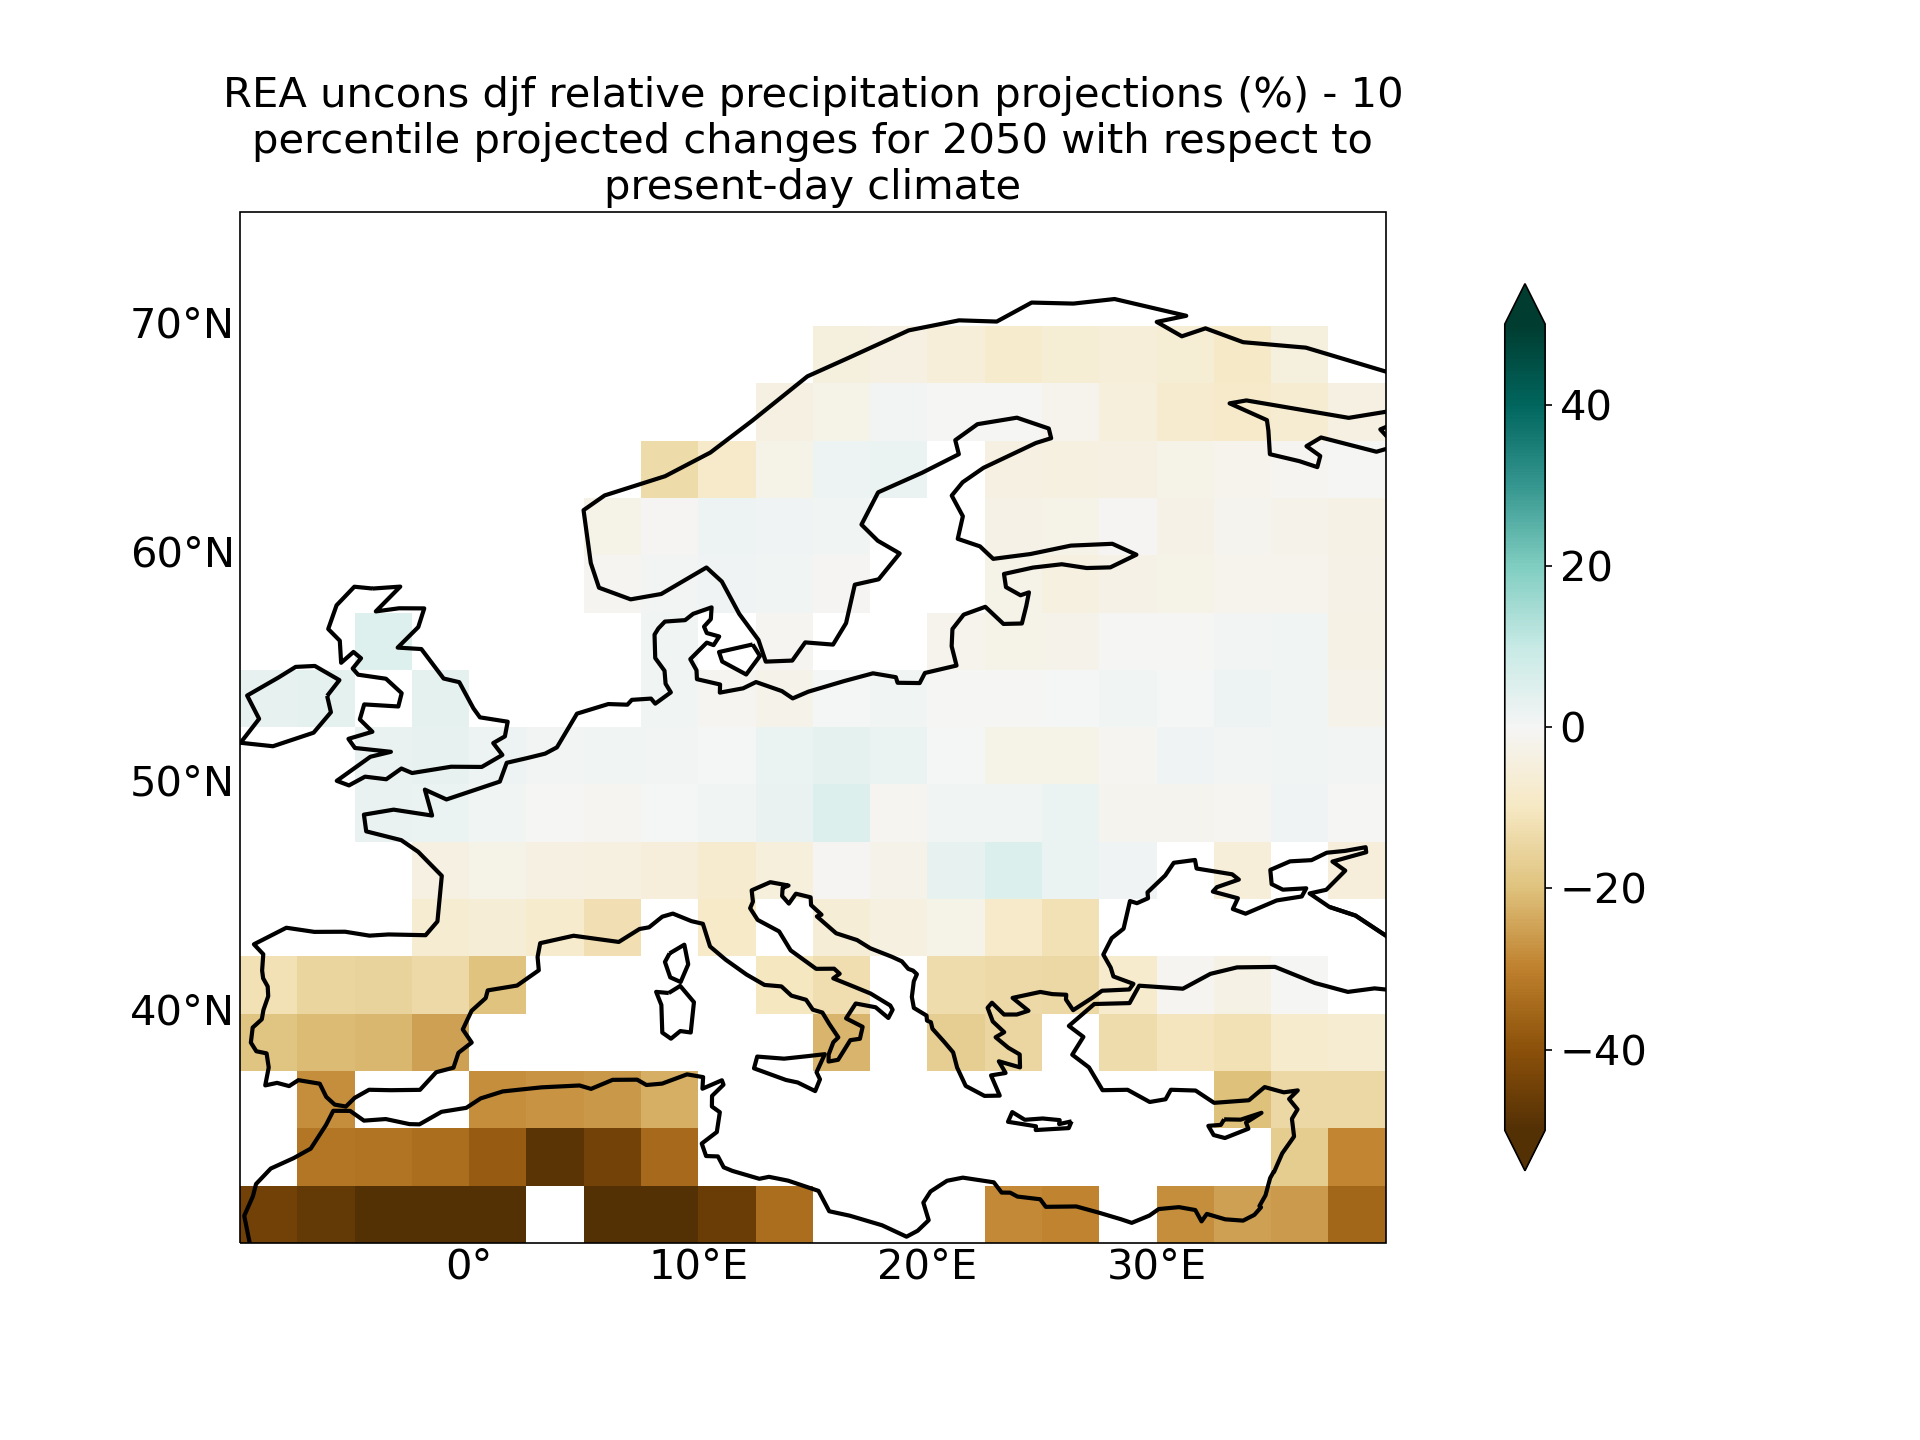 REA uncons djf relative precipitation projections (%) - 10
percentile projected changes for 2050 with respect to
present-day climate
70°N
60°N
50°N
40°N
0°
10°E
20°E
30°E
40
20
0
−20
−40